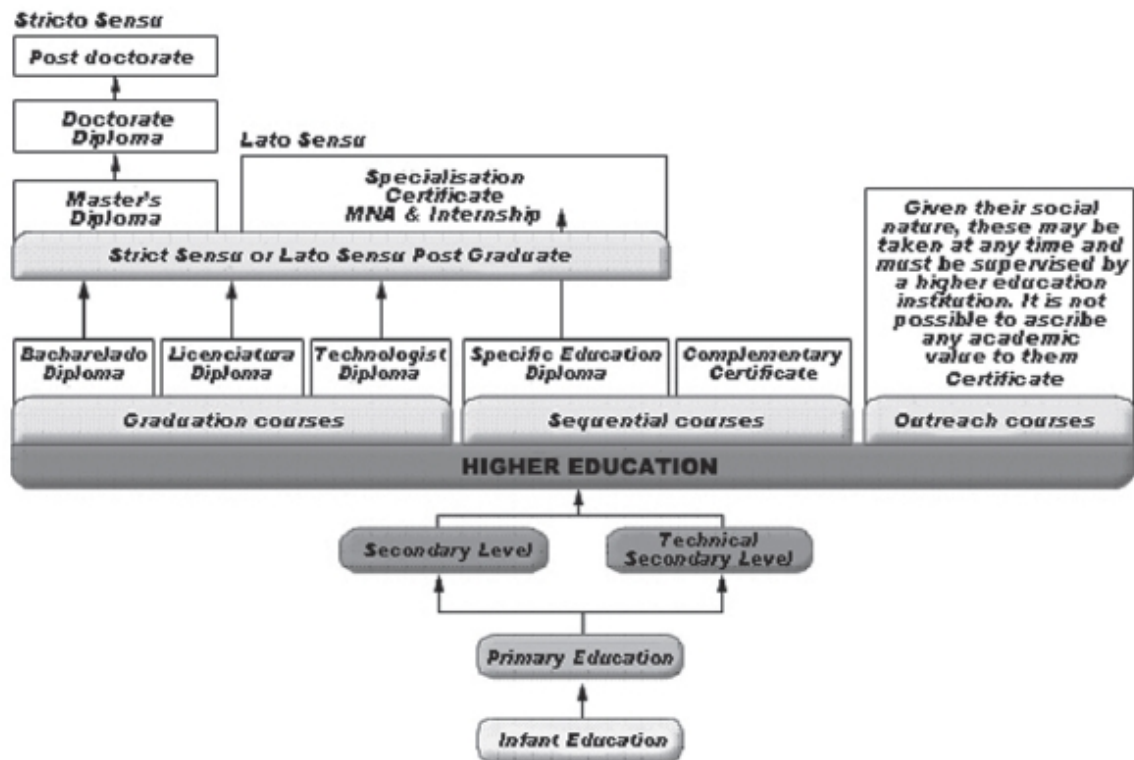 Stricto Sensu
Post doctorate
Doctorate
Diploma
Master's
Diploma
Lato Sensu
Specialisation
Certificate
MNA & Internship
Strict Sensu or Lato Sensu Post Graduate
Given their social
nature, these may be
taken at any time and
must be supervised by
a higher education
institution. It is not
possible to ascribe
any academic
value to them
Certificate
Bacharelado
Diploma
Licenciatura
Diploma
Technologist
Diploma
Specific Education
Diploma
Complementary
Certificate
Graduation courses
Sequential courses
Outreach courses
HIGHER EDUCATION
Secondary Level
Technical
Secondary Level
Primary Education
Infant Education